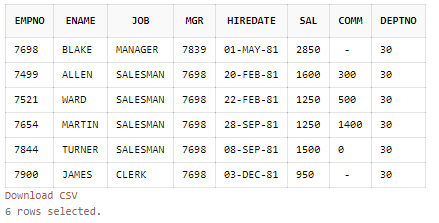 EMPNO ENAME JOB MGR HIREDATE SAL COMM DEPTNO
7698 BLAKE MANAGER 7839 01-MAY-81 2850 - 30
7499 ALLEN SALESMAN 7698 20-FEB-81 1600 300 30
7521 WARD SALESMAN 7698 22-FEB-81 1250 500 30
7654 MARTIN SALESMAN 7698 28-SEP-81 1250 1400 30
7844 TURNER SALESMAN 7698 08-SEP-81 1500 0 30
7900 JAMES CLERK 7698 03-DEC-81 950 - 30
Download CSV
6 rows selected.